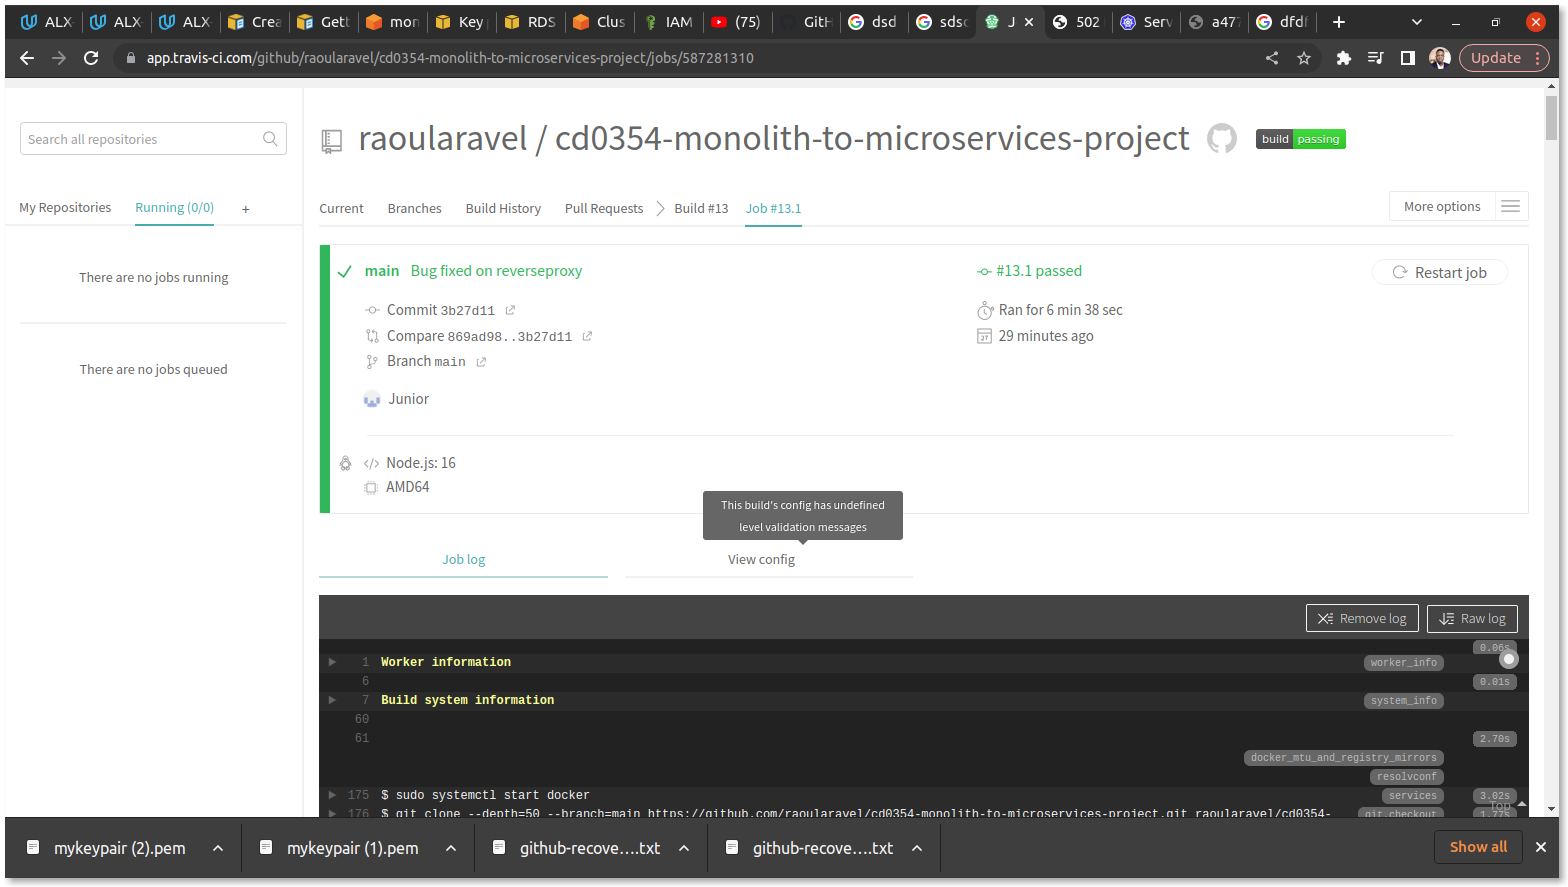 ALX ALX ALX Crea Gett mon Key RDS Clus IAM (75) GitH dsd sdsc J 502 Serv a477 dfdf
app.travis-ci.com/github/raoularavel/cd0354-monolith-to-microservices-project/jobs/587281310
Update
Search all repositories
My Repositories Running (0/0) +
There are no jobs running
There are no jobs queued
raoularavel / cd0354-monolith-to-microservices-project build passing
Current Branches Build History Pull Requests Build #13 Job #13.1
More options
main Bug fixed on reverseproxy
#13.1 passed
Restart job
Commit 3b27d11
Ran for 6 min 38 sec
Compare 869ad98..3b27d11
29 minutes ago
Branch main
Junior
Node.js: 16
AMD64
This build's config has undefined
level validation messages
Job log View config
Remove log Raw log
0.06s
1 Worker information worker_info
6 0.01s
7 Build system information system_info
60
61 2.70s
docker_mtu_and_registry_mirrors
resolvconf
175 $ sudo systemctl start docker services 3.02s
Top
176 $ git clone --depth=50 --branch=main https://github.com/raoularavel/cd0354-monolith-to-microservices-project.git raoularavel/cd0354- git.checkout 1.77s
mykeypair (2).pem mykeypair (1).pem github-recove....txt github-recove....txt Show all